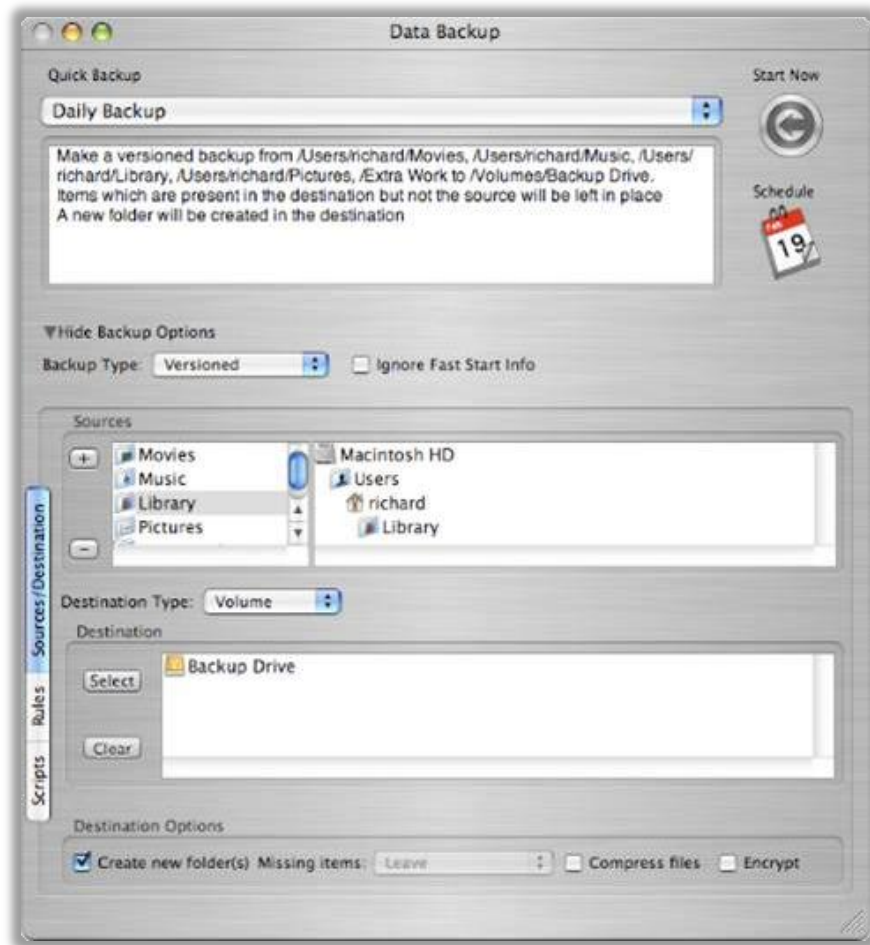 Data Backup
Quick Backup
Start Now
Daily Backup
Make a versioned backup from /Users/richard/Movies, /Users/richard/Music, /Users/
richard/Library, /Users/richard/Pictures, /Extra Work to /Volumes/Backup Drive.
Items which are present in the destination but not the source will be left in place
A new folder will be created in the destination
Schedule
Feb
19
Hide Backup Options
Backup Type: Versioned Ignore Fast Start Info
Sources
+ Movies Macintosh HD
Music Users
Library richard
Pictures Library
-
Sources/Destination
Destination Type: Volume
Destination
Backup Drive
Select
Rules
Clear
Scripts
Destination Options
Create new folder(s) Missing items: Leave Compress files Encrypt